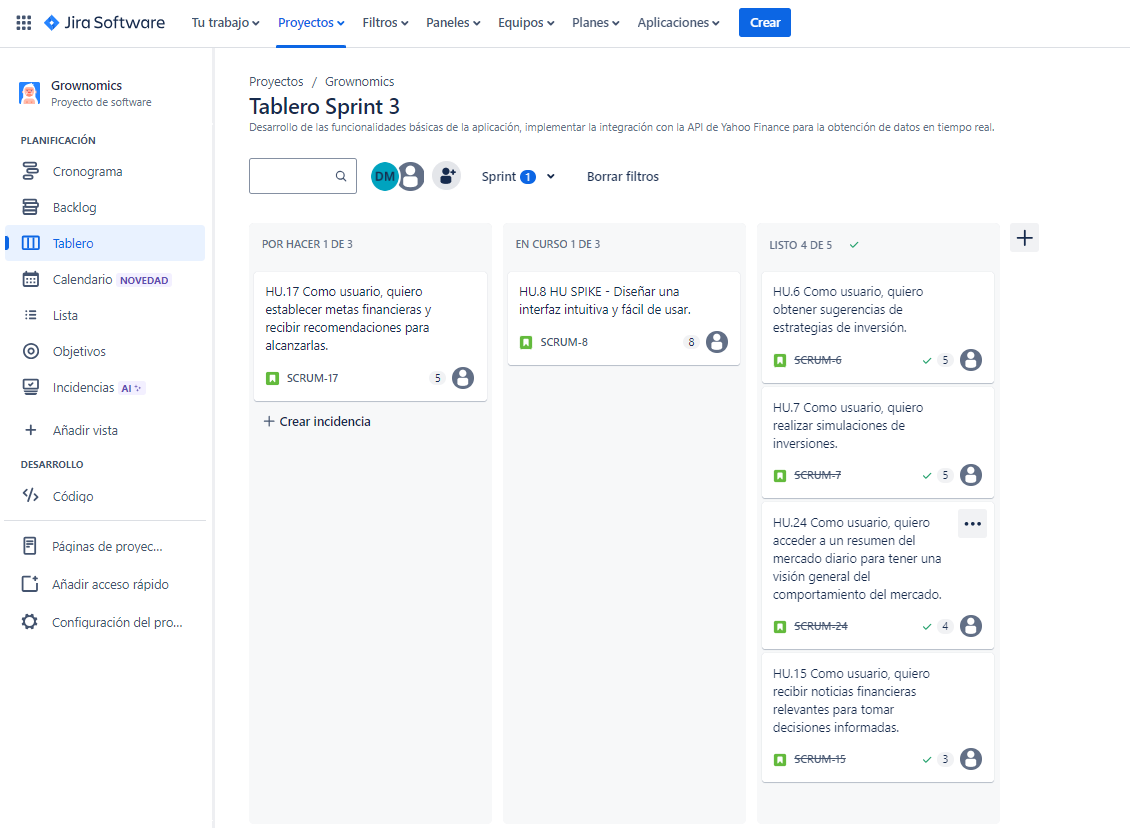 Jira Software
Tu trabajo
Proyectos
Filtros
Paneles
Equipos
Planes
Aplicaciones
Crear
Grownomics
Proyecto de software
PLANIFICACIÓN
Cronograma
Backlog
Tablero
Calendario NOVEDAD
Lista
Objetivos
Incidencias AI
Añadir vista
DESARROLLO
Código
Páginas de proyec...
Añadir acceso rápido
Configuración del pro...
Proyectos / Grownomics
Tablero Sprint 3
Desarrollo de las funcionalidades básicas de la aplicación, implementar la integración con la API de Yahoo Finance para la obtención de datos en tiempo real.
DM
Sprint 1
Borrar filtros
POR HACER 1 DE 3
HU.17 Como usuario, quiero
establecer metas financieras y
recibir recomendaciones para
alcanzarlas.
SCRUM-17
5
+ Crear incidencia
EN CURSO 1 DE 3
HU.8 HU SPIKE - Diseñar una
interfaz intuitiva y fácil de usar.
SCRUM-8
8
LISTO 4 DE 5
HU.6 Como usuario, quiero
obtener sugerencias de
estrategias de inversión.
SCRUM-6
5
HU.7 Como usuario, quiero
realizar simulaciones de
inversiones.
SCRUM-7
5
HU.24 Como usuario, quiero
acceder a un resumen del
mercado diario para tener una
visión general del
comportamiento del mercado.
SCRUM-24
4
HU.15 Como usuario, quiero
recibir noticias financieras
relevantes para tomar
decisiones informadas.
SCRUM-15
3